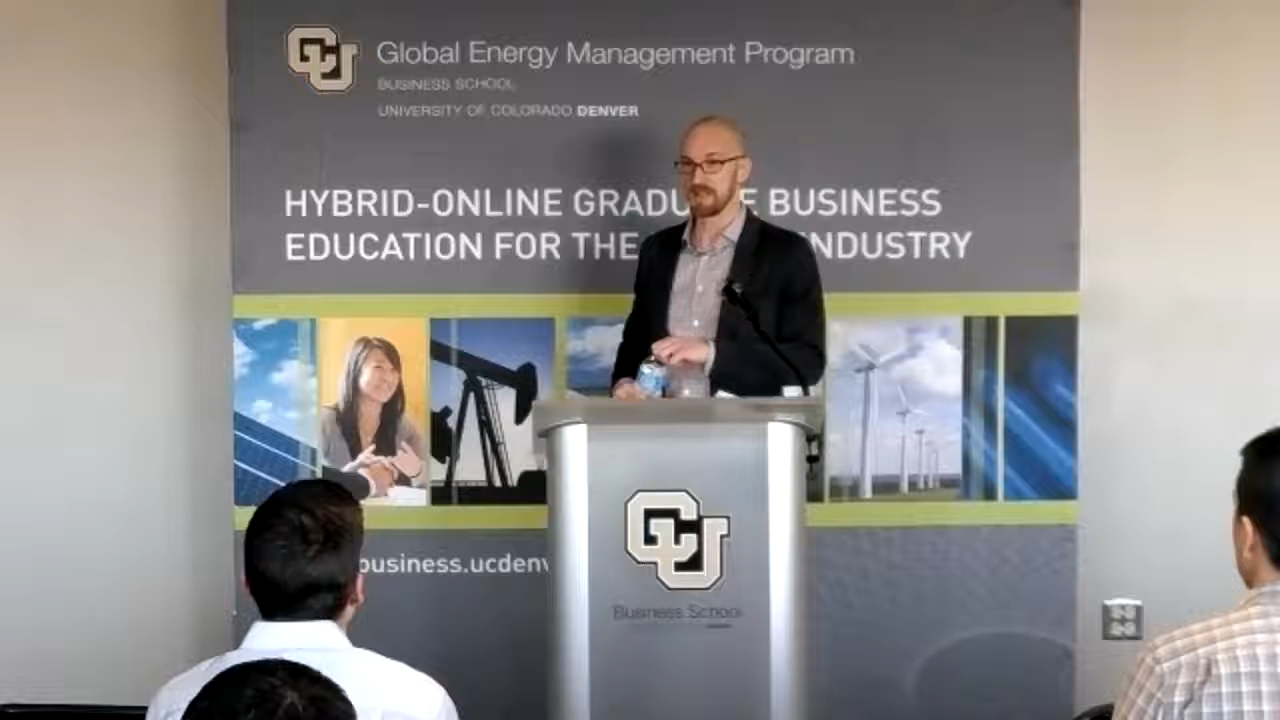 CU Global Energy Management Program
BUSINESS SCHOOL
UNIVERSITY OF COLORADO DENVER
HYBRID-ONLINE GRADU E BUSINESS
EDUCATION FOR THE NDUSTRY
business.ucdenv
CU
Business School